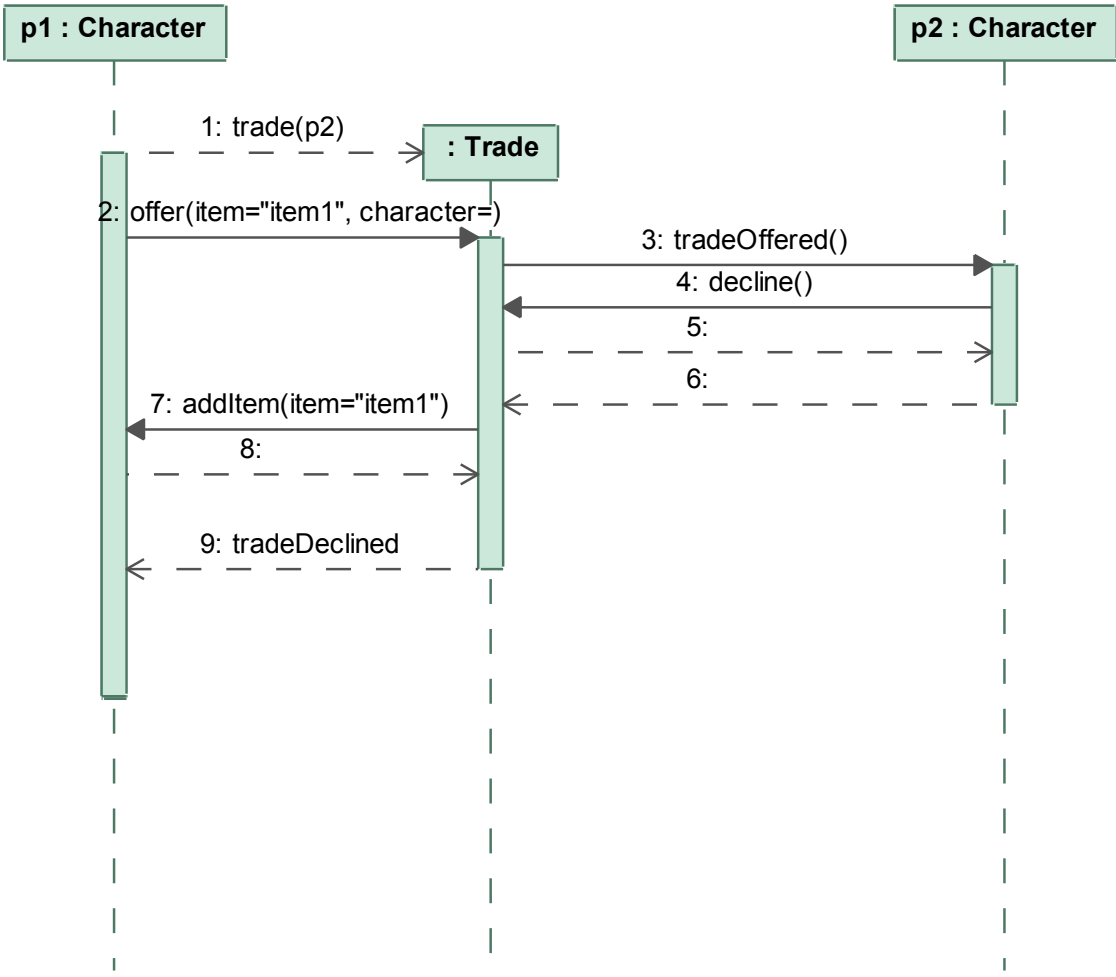 p1 : Character
p2 : Character
1: trade(p2)
: Trade
2: offer(item="item1", character=)
3: tradeOffered()
4: decline()
5:
6:
7: addItem(item="item1")
8:
9: tradeDeclined